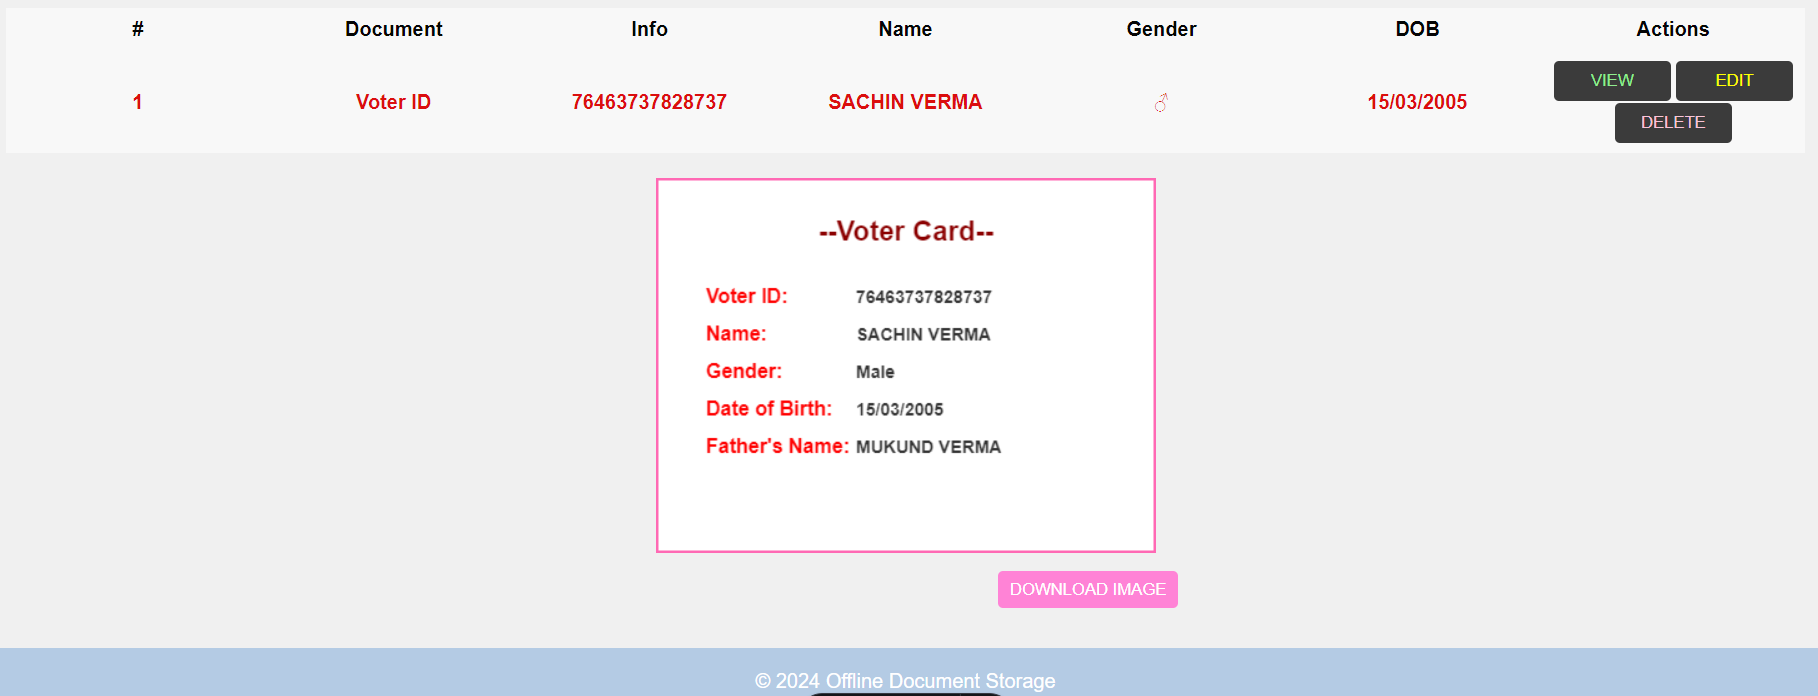 # Document Info Name Gender DOB Actions
1 Voter ID 76463737828737 SACHIN VERMA ♂ 15/03/2005 VIEW EDIT
DELETE
--Voter Card--
Voter ID: 76463737828737
Name: SACHIN VERMA
Gender: Male
Date of Birth: 15/03/2005
Father's Name: MUKUND VERMA
DOWNLOAD IMAGE
© 2024 Offline Document Storage